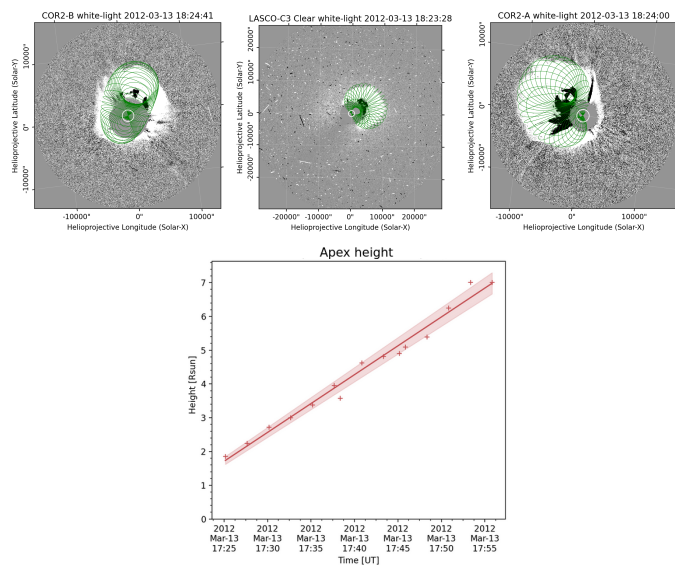 COR2-B white-light 2012-03-13 18:24:41
Helioprojective Latitude (Solar-Y)
10000"
0"
-10000"
-10000"
0"
10000"
Helioprojective Longitude (Solar-X)
LASCO-C3 Clear white-light 2012-03-13 18:23:28
Helioprojective Latitude (Solar-Y)
20000"
10000"
0"
-10000"
-20000"
-20000"
-10000"
0"
10000"
20000"
Helioprojective Longitude (Solar-X)
COR2-A white-light 2012-03-13 18:24:00
Helioprojective Latitude (Solar-Y)
10000"
0"
-10000"
-10000"
0"
10000"
Helioprojective Longitude (Solar-X)
Apex height
Height [Rsun]
7
6
5
4
3
2
1
0
2012
Mar-13
17:25
2012
Mar-13
17:30
2012
Mar-13
17:35
2012
Mar-13
17:40
2012
Mar-13
17:45
2012
Mar-13
17:50
2012
Mar-13
17:55
Time [UT]